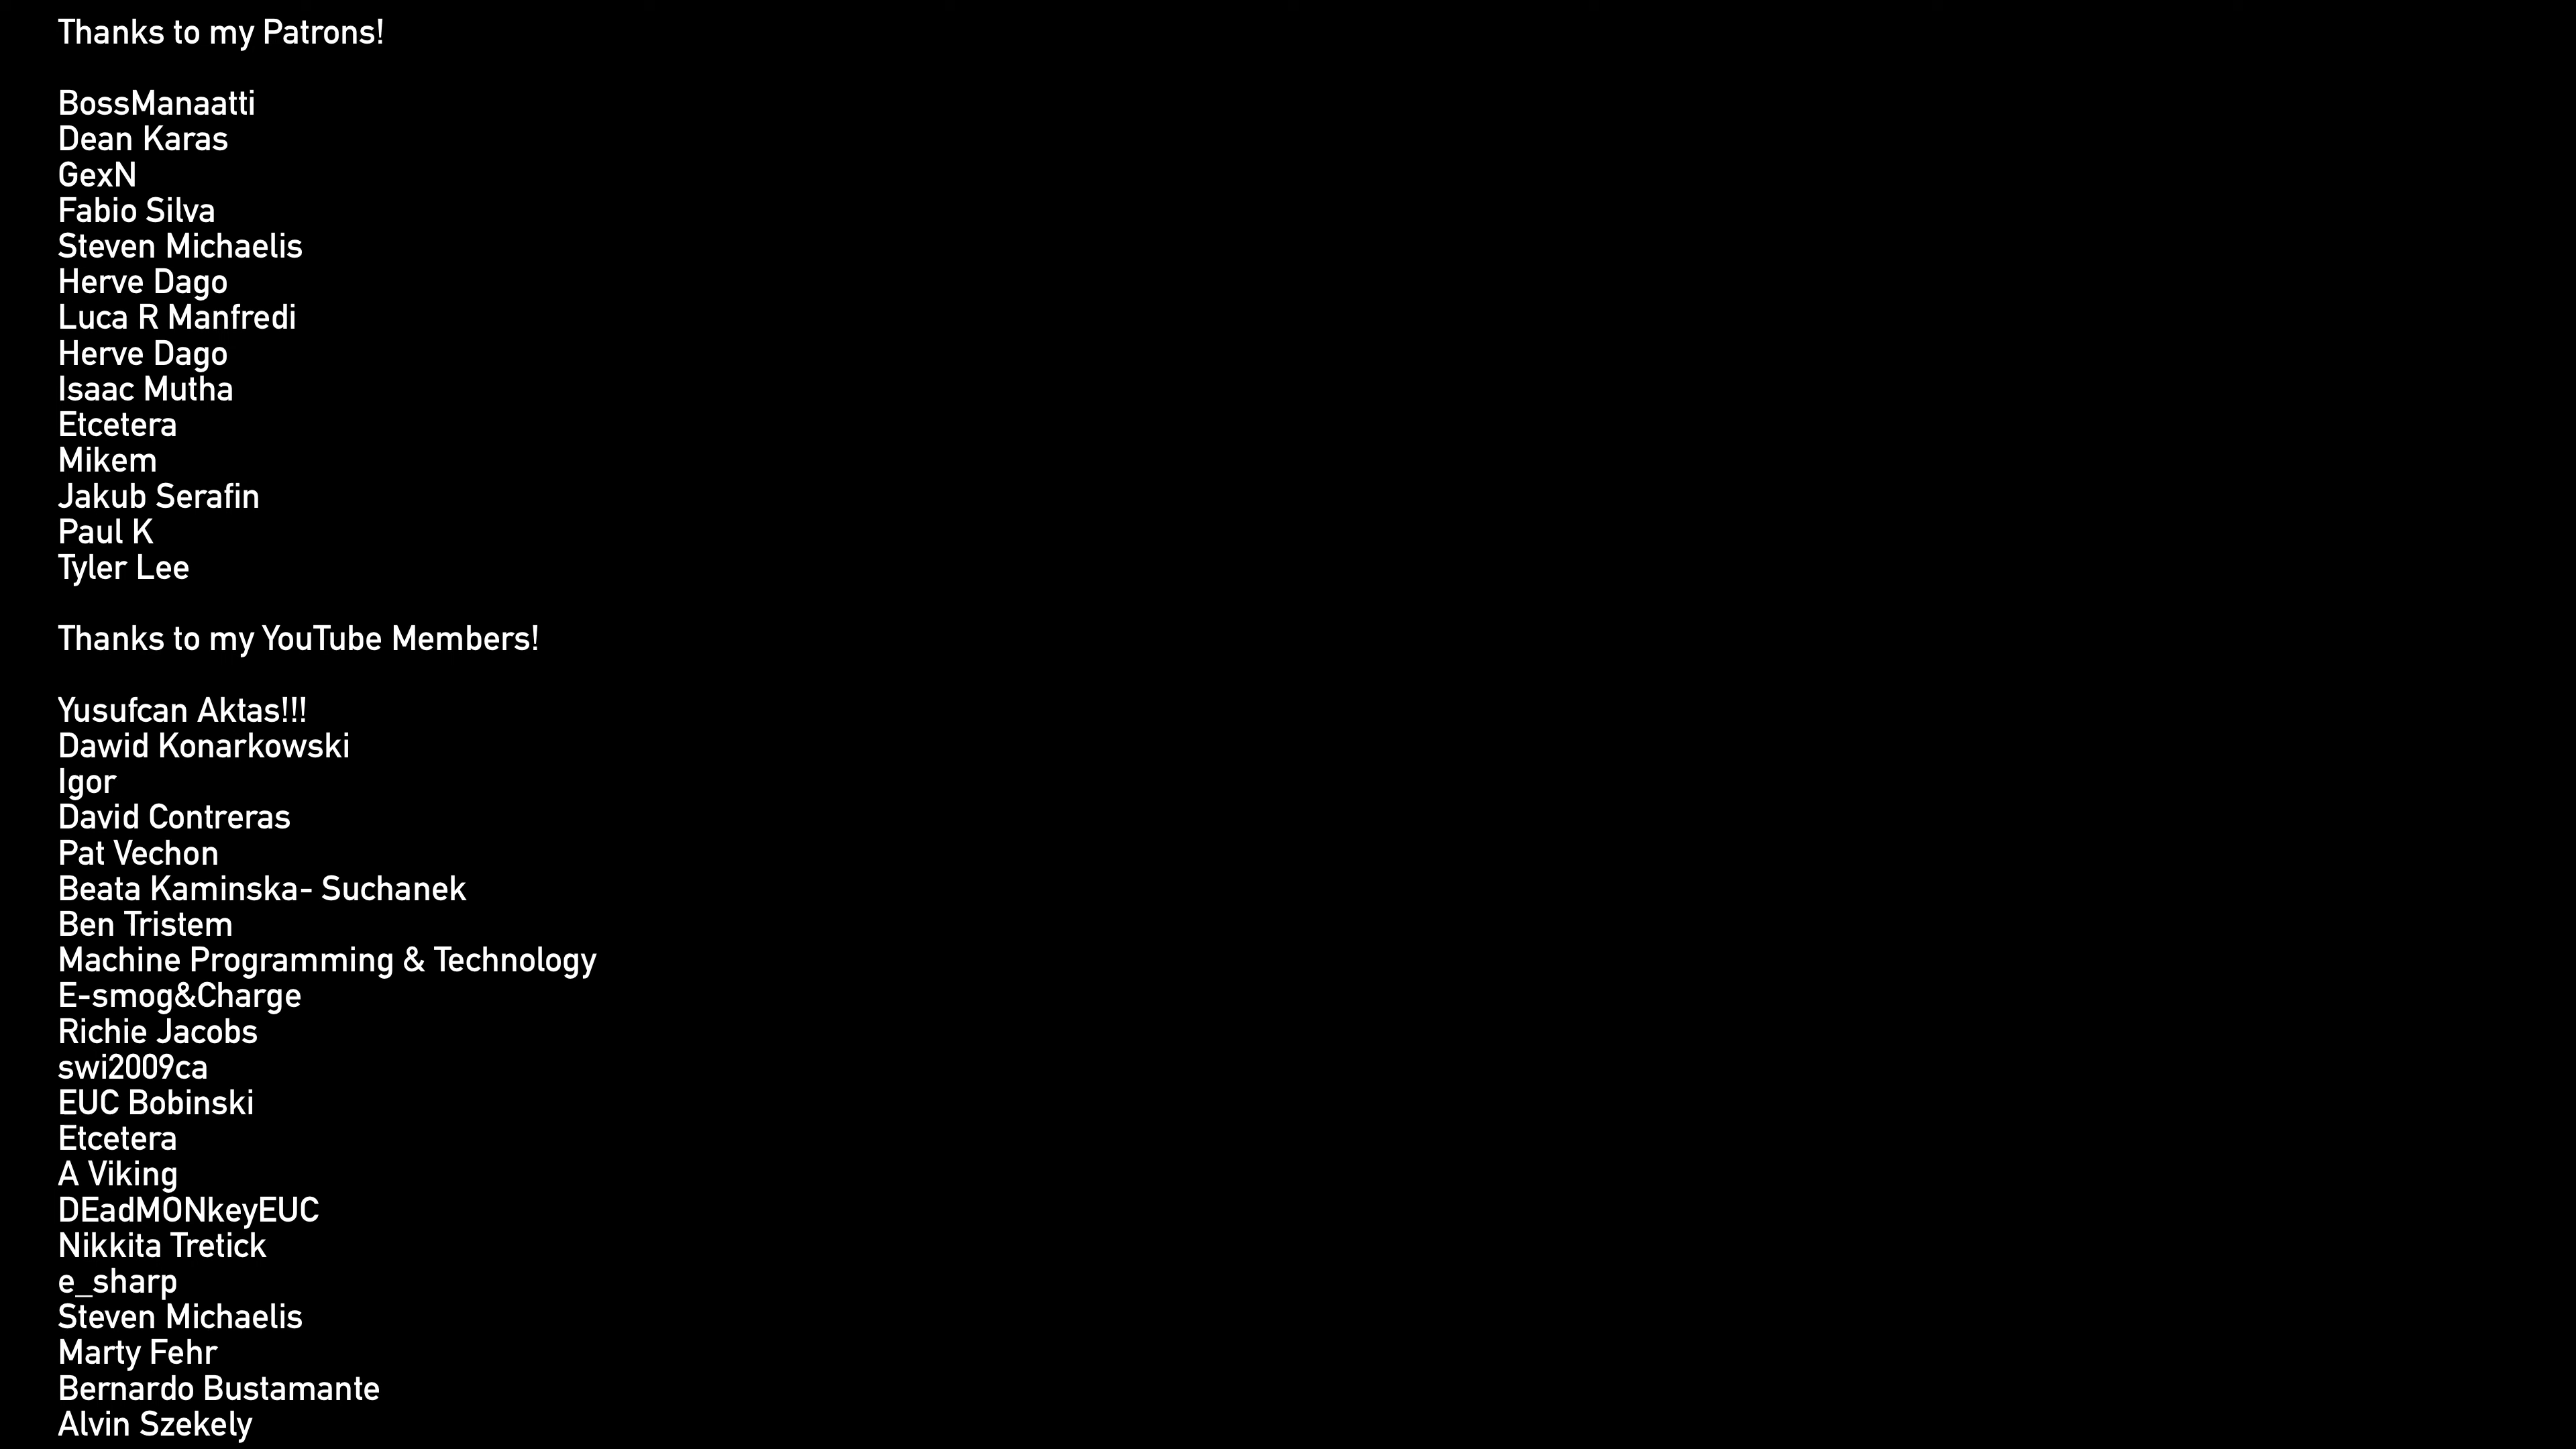 Thanks to my Patrons!
BossManaatti
Dean Karas
GexN
Fabio Silva
Steven Michaelis
Herve Dago
Luca R Manfredi
Herve Dago
Isaac Mutha
Etcetera
Mikem
Jakub Serafin
Paul K
Tyler Lee
Thanks to my YouTube Members!
Yusufcan Aktas!!!
Dawid Konarkowski
Igor
David Contreras
Pat Vechon
Beata Kaminska- Suchanek
Ben Tristem
Machine Programming & Technology
E-smog&Charge
Richie Jacobs
swi2009ca
EUC Bobinski
Etcetera
A Viking
DEadMONkeyEUC
Nikkita Tretick
e_sharp
Steven Michaelis
Marty Fehr
Bernardo Bustamante
Alvin Szekely